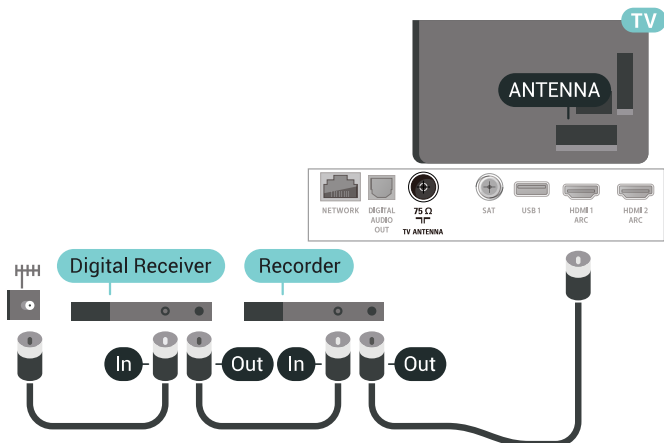 TV
ANTENNA
NETWORK
DIGITAL
AUDIO
OUT
75 Ω
TV ANTENNA
SAT
USB 1
HDMI 1
ARC
HDMI 2
ARC
Digital Receiver
Recorder
In
Out
In
Out